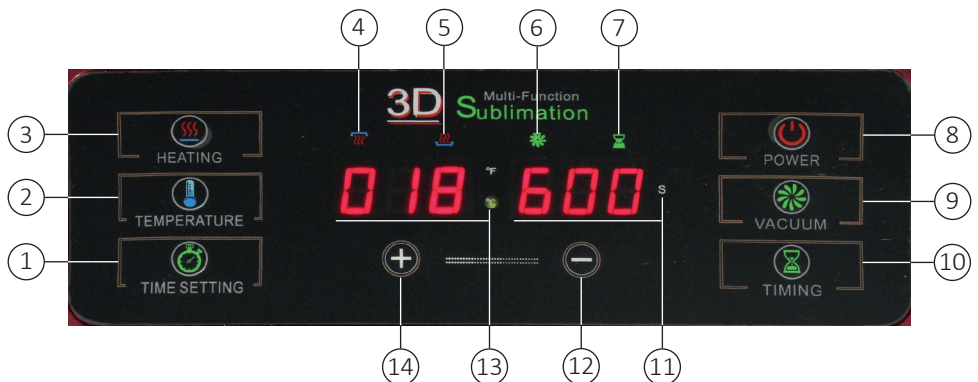 4 5 6 7
3D Multi-Function
Sublimation
3 HEATING
8 POWER
018 °F 600
°C S
2 TEMPERATURE
9 VACUUM
1 TIME SETTING
+ −
10 TIMING
14 13 12 11